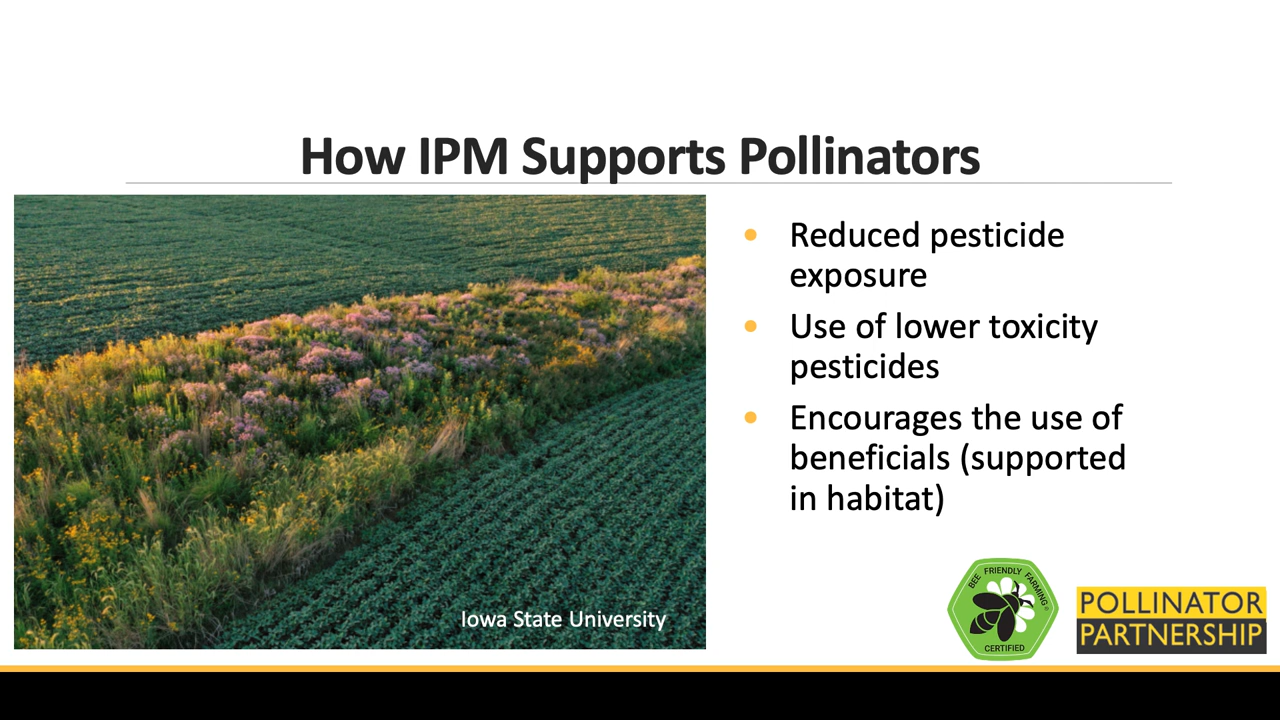 How IPM Supports Pollinators
Reduced pesticide
exposure
Use of lower toxicity
pesticides
Encourages the use of
beneficials (supported
in habitat)
Iowa State University
BEE FRIENDLY FARMING®
CERTIFIED
POLLINATOR
PARTNERSHIP